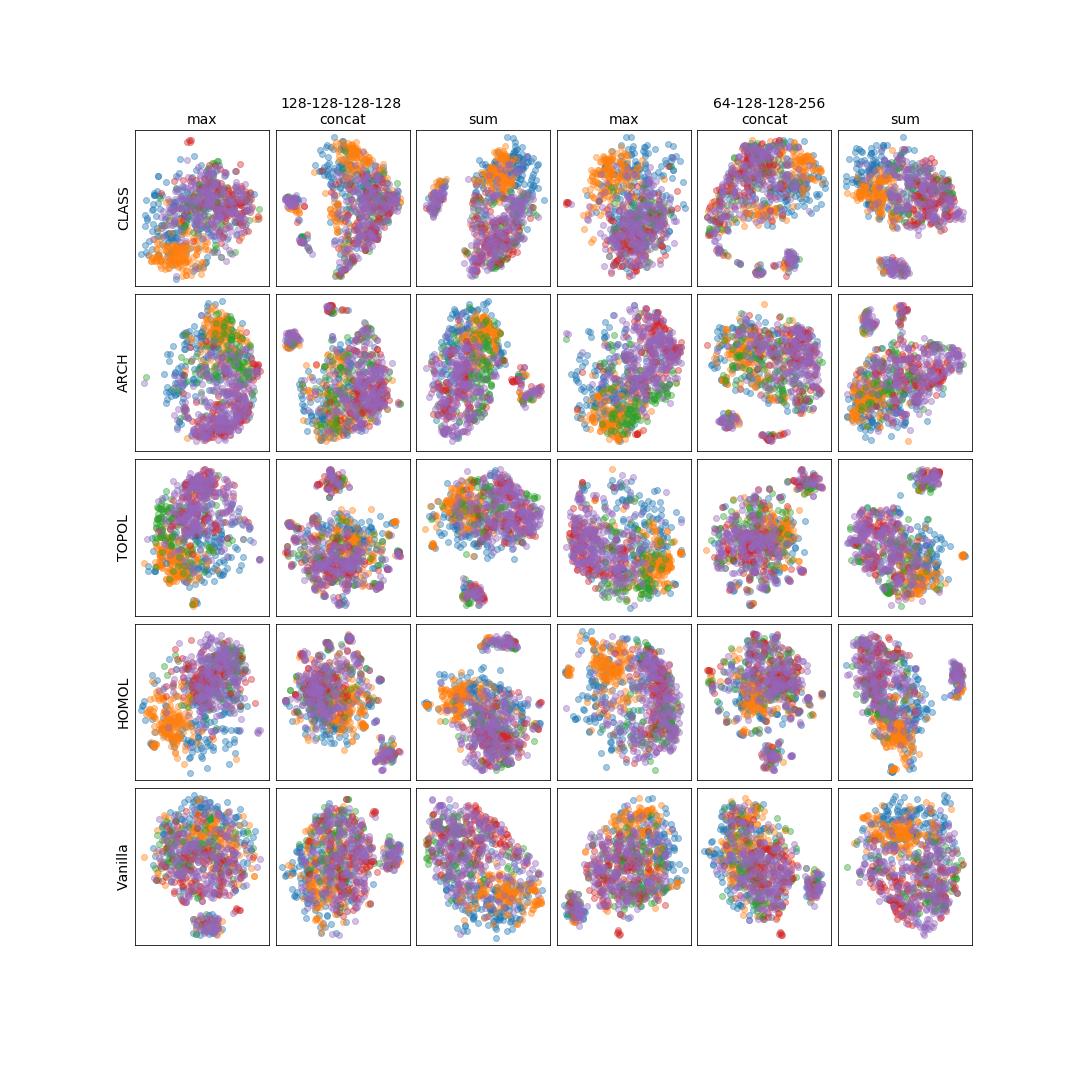 128-128-128-128
64-128-128-256
max
concat
sum
max
concat
sum
CLASS
ARCH
TOPOL
HOMOL
Vanilla